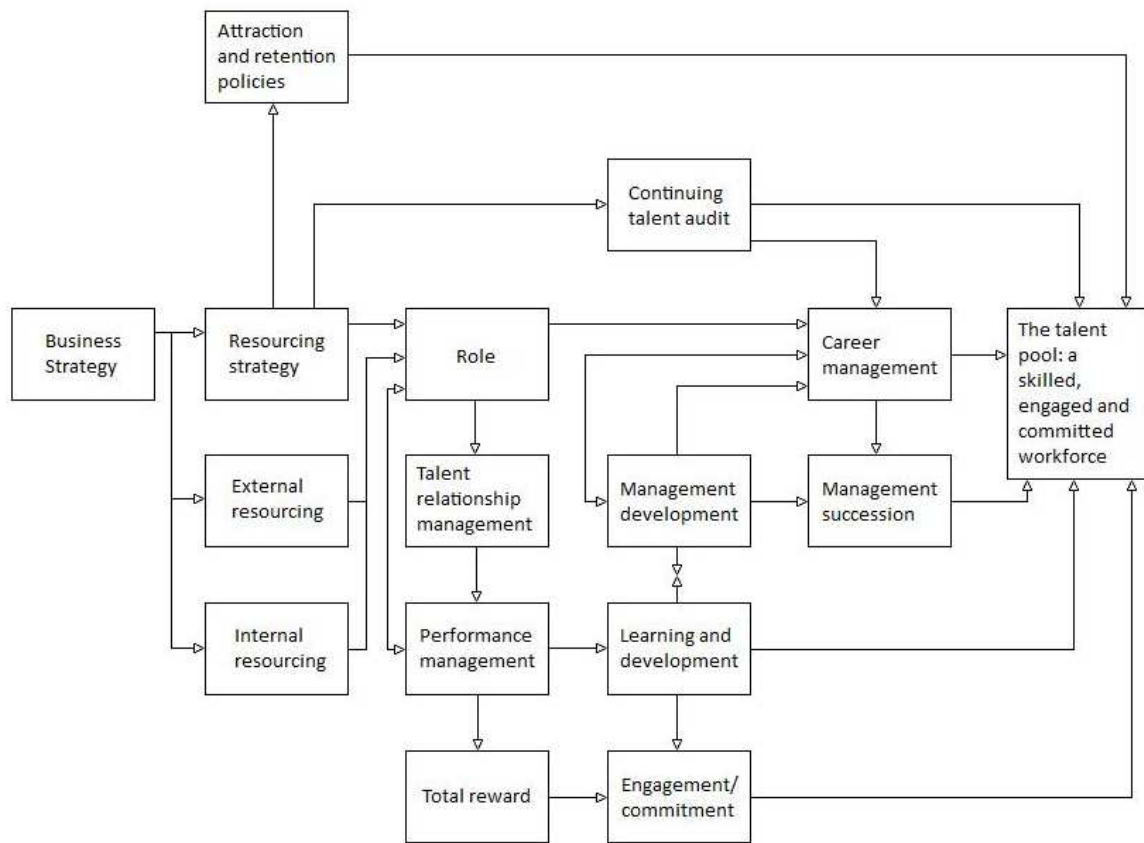 Attraction
and retention
policies
Continuing
talent audit
Business
Strategy
Resourcing
strategy
Role
Career
management
The talent
pool: a
skilled,
engaged and
committed
workforce
External
resourcing
Talent
relationship
management
Management
development
Management
succession
Internal
resourcing
Performance
management
Learning and
development
Total reward
Engagement/
commitment